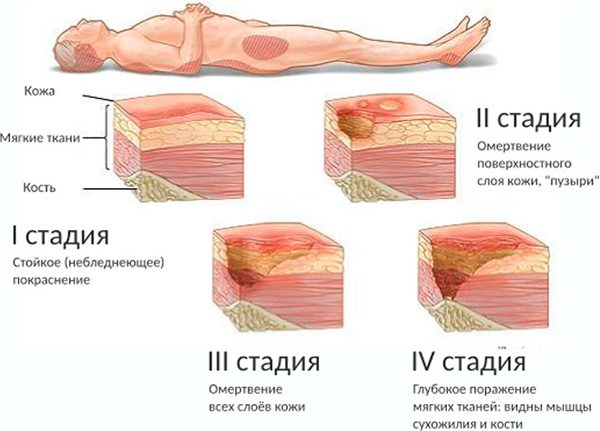 Кожа
Мягкие ткани
Кость
I стадия
Стойкое (небледнеющее)
покраснение
II стадия
Омертвение
поверхностного
слоя кожи, "пузыри"
III стадия
Омертвение
всех слоёв кожи
IV стадия
Глубокое поражение
мягких тканей: видны мышцы
сухожилия и кости